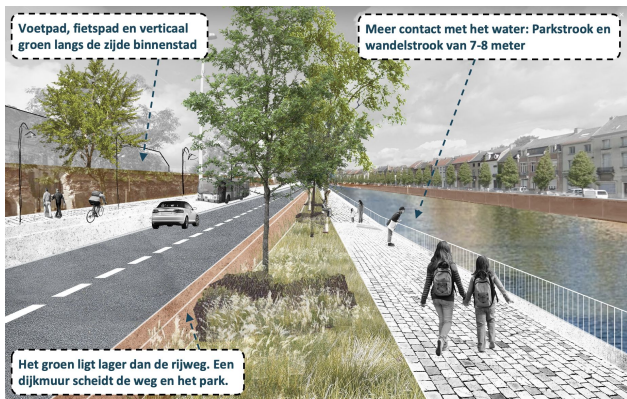 Voetpad, fietspad en verticaal
groen langs de zijde binnenstad
Meer contact met het water: Parkstrook en
wandelstrook van 7-8 meter
Het groen ligt lager dan de rijweg. Een
dijkmuur scheidt de weg en het park.